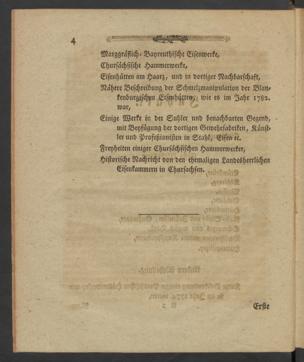 4
Marggräflich-Bayreuthische Eisenwerke,
Chursächsische Hammerwerke,
Eisenhütten am Haarz, und in dortiger Nachbarschaft,
Nähere Beschreibung der Schmelzmanipulation der Blan-
kenburgischen Eisenhütten, wie es im Jahr 1782.
war,
Einige Werke in der Suhler und benachbarten Gegend,
mit Beyfügung der dortigen Gewehrfabriken, Künst-
ler und Professionisten in Stahl, Eisen ꝛc.
Freyheiten einiger Chursächsischen Hammerwerker,
Historische Nachricht von den ehemaligen Landesherrlichen
Eisenkammern in Chursachsen.
Erste